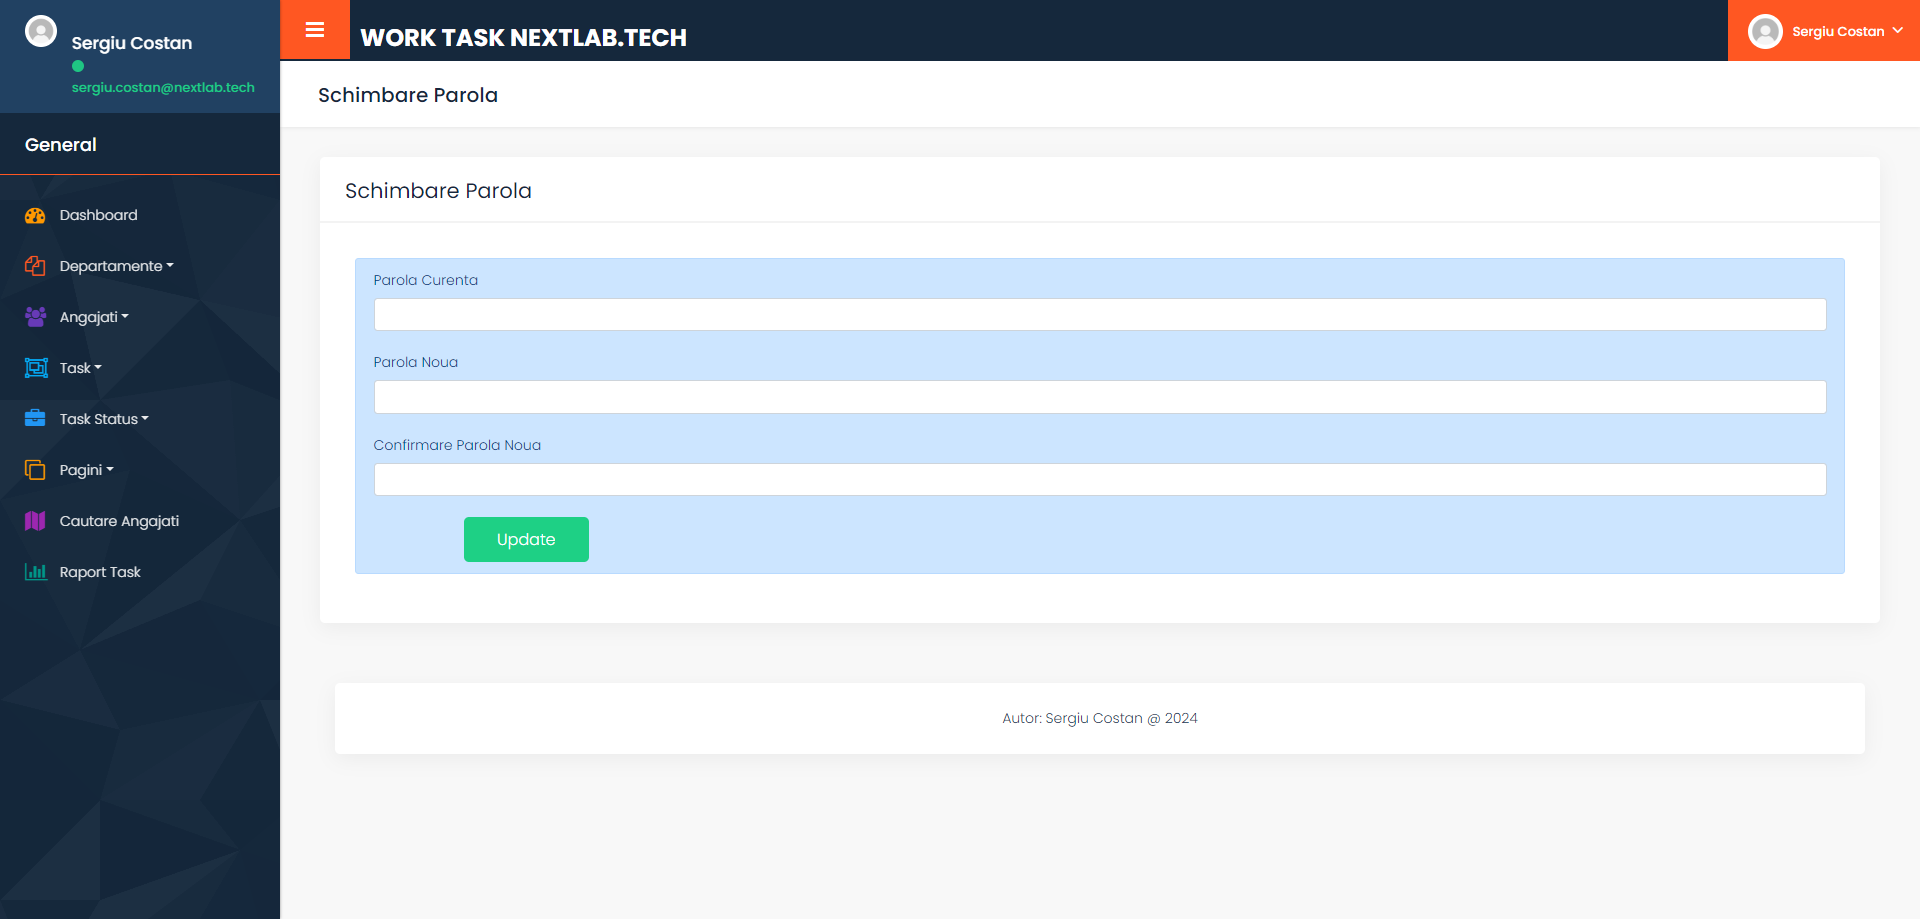 Sergiu Costan
sergiu.costan@nextlab.tech
General
Dashboard
Departamente
Angajati
Task
Task Status
Pagini
Cautare Angajati
Raport Task
WORK TASK NEXTLAB.TECH
Sergiu Costan
Schimbare Parola
Schimbare Parola
Parola Curenta
Parola Noua
Confirmare Parola Noua
Update
Autor: Sergiu Costan @ 2024